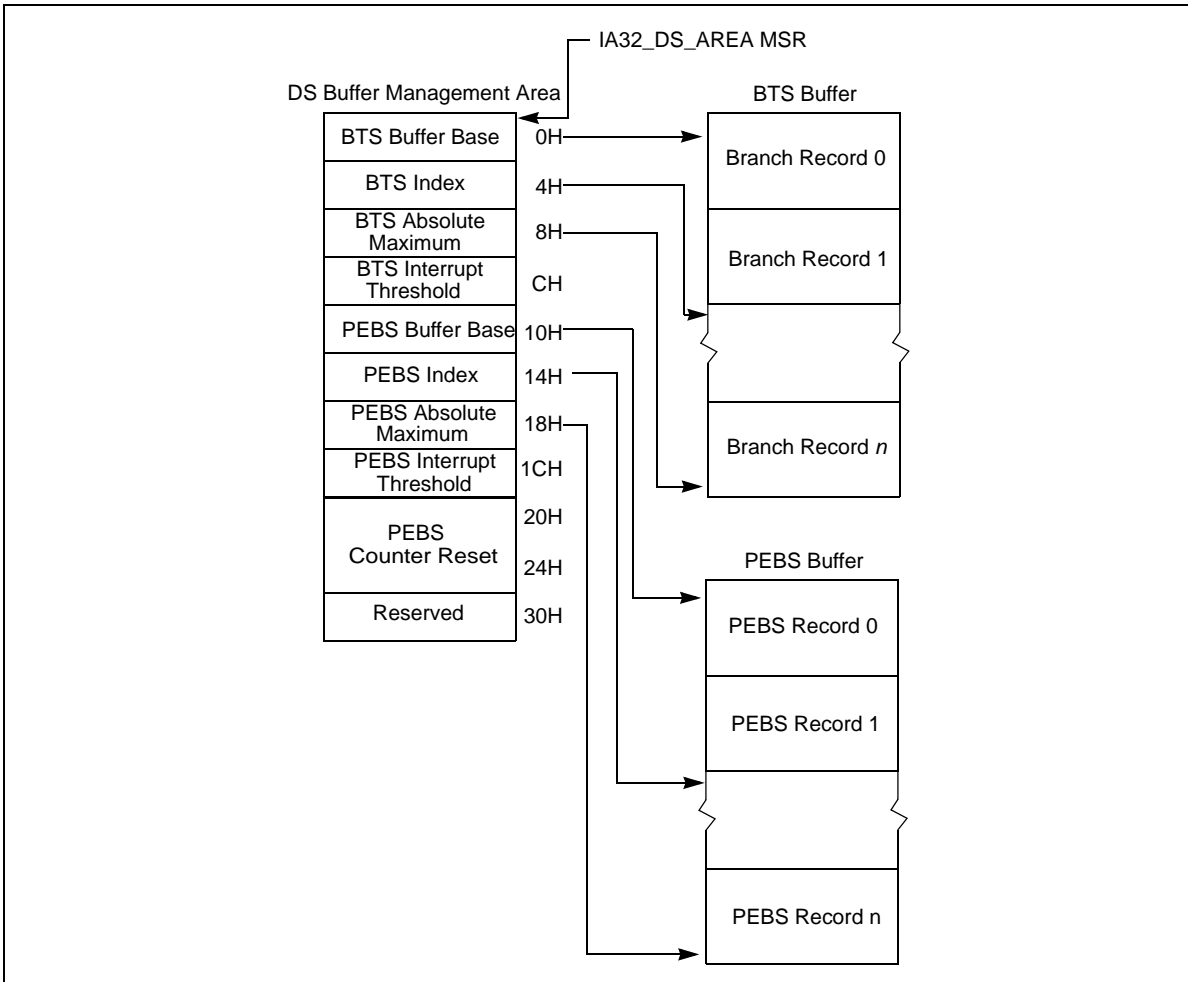 IA32_DS_AREA MSR
DS Buffer Management Area
BTS Buffer Base 0H
BTS Index 4H
BTS Absolute
Maximum 8H
BTS Interrupt
Threshold CH
PEBS Buffer Base 10H
PEBS Index 14H
PEBS Absolute
Maximum 18H
PEBS Interrupt
Threshold 1CH
20H
PEBS
Counter Reset
24H
Reserved 30H
BTS Buffer
Branch Record 0
Branch Record 1
Branch Record n
PEBS Buffer
PEBS Record 0
PEBS Record 1
PEBS Record n